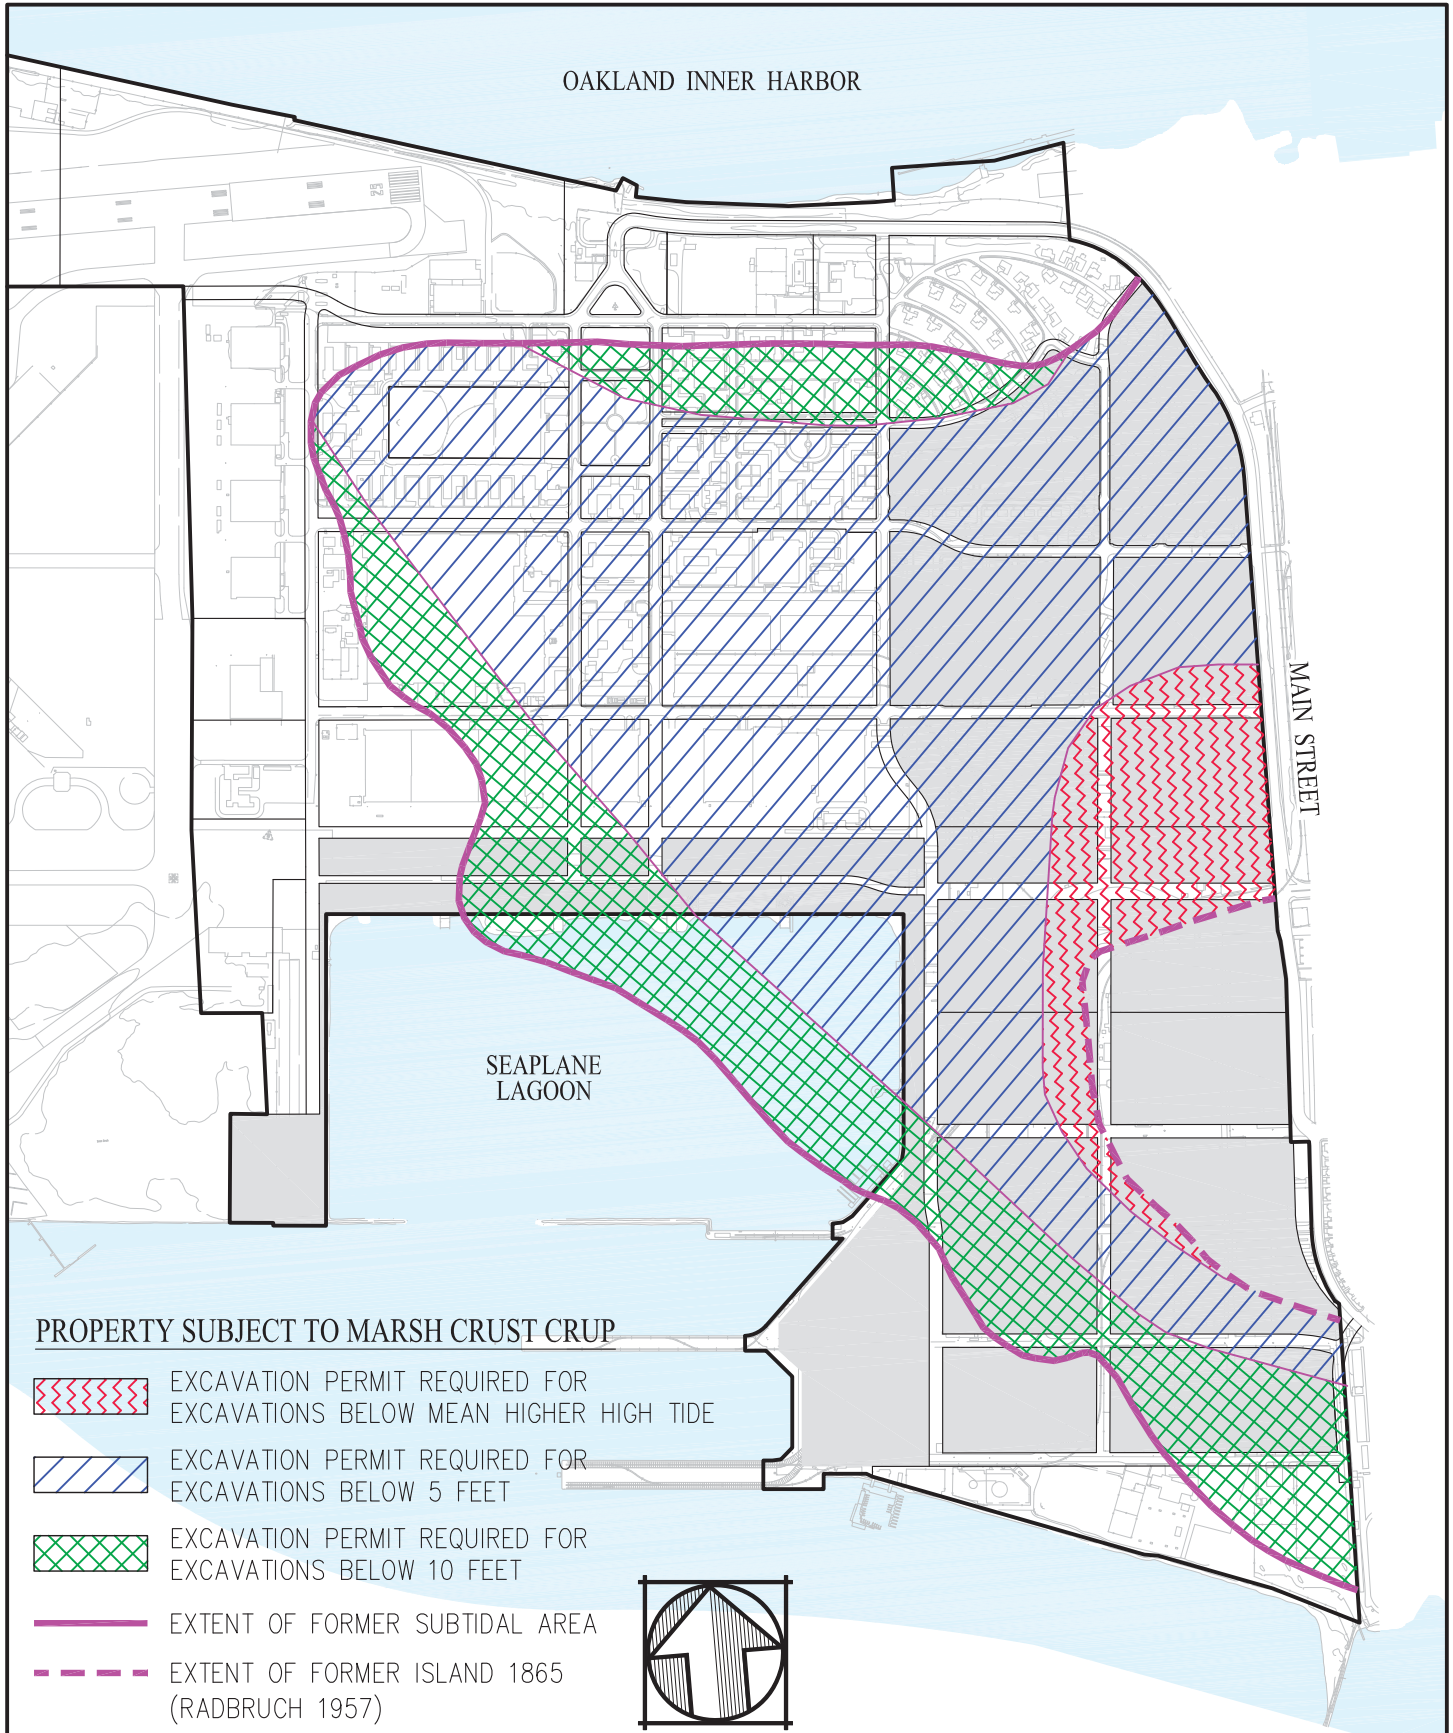 OAKLAND INNER HARBOR
MAIN STREET
SEAPLANE
LAGOON
PROPERTY SUBJECT TO MARSH CRUST CRUP
EXCAVATION PERMIT REQUIRED FOR
EXCAVATIONS BELOW MEAN HIGHER HIGH TIDE
EXCAVATION PERMIT REQUIRED FOR
EXCAVATIONS BELOW 5 FEET
EXCAVATION PERMIT REQUIRED FOR
EXCAVATIONS BELOW 10 FEET
EXTENT OF FORMER SUBTIDAL AREA
EXTENT OF FORMER ISLAND 1865
(RADBRUCH 1957)